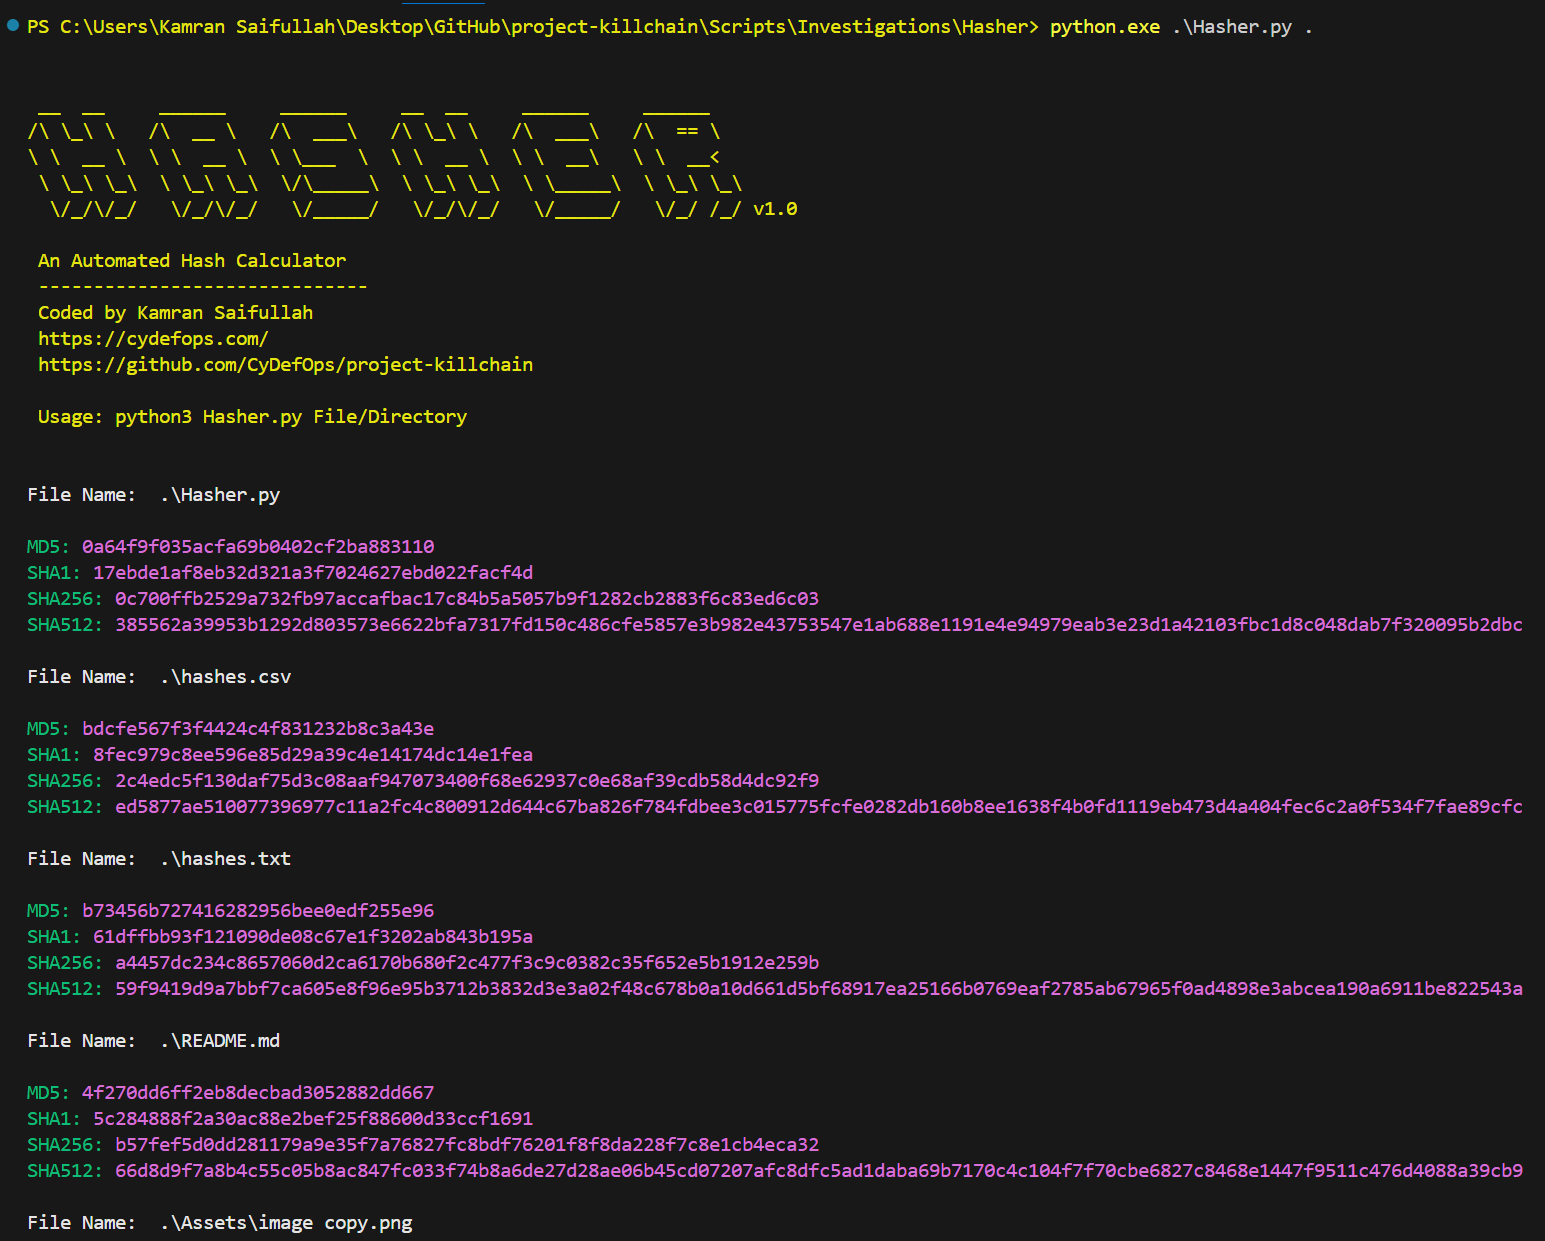 PS C:\Users\Kamran Saifullah\Desktop\GitHub\project-killchain\Scripts\Investigations\Hasher> python.exe .\Hasher.py .
 __  __     ______     ______     __  __     ______     ______
/\ \_\ \   /\  __ \   /\  ___\   /\ \_\ \   /\  ___\   /\  == \
\ \  __ \  \ \  __ \  \ \___  \  \ \  __ \  \ \  __\   \ \  __<
 \ \_\ \_\  \ \_\ \_\  \/\_____\  \ \_\ \_\  \ \_____\  \ \_\ \_\
  \/_/\/_/   \/_/\/_/   \/_____/   \/_/\/_/   \/_____/   \/_/ /_/ v1.0
An Automated Hash Calculator
------------------------------
Coded by Kamran Saifullah
https://cydefops.com/
https://github.com/CyDefOps/project-killchain
Usage: python3 Hasher.py File/Directory
File Name:  .\Hasher.py
MD5: 0a64f9f035acfa69b0402cf2ba883110
SHA1: 17ebde1af8eb32d321a3f7024627ebd022facf4d
SHA256: 0c700ffb2529a732fb97accafbac17c84b5a5057b9f1282cb2883f6c83ed6c03
SHA512: 385562a39953b1292d803573e6622bfa7317fd150c486cfe5857e3b982e43753547e1ab688e1191e4e94979eab3e23d1a42103fbc1d8c048dab7f320095b2dbc
File Name:  .\hashes.csv
MD5: bdcfe567f3f4424c4f831232b8c3a43e
SHA1: 8fec979c8ee596e85d29a39c4e14174dc14e1fea
SHA256: 2c4edc5f130daf75d3c08aaf947073400f68e62937c0e68af39cdb58d4dc92f9
SHA512: ed5877ae510077396977c11a2fc4c800912d644c67ba826f784fdbee3c015775fcfe0282db160b8ee1638f4b0fd1119eb473d4a404fec6c2a0f534f7fae89cfc
File Name:  .\hashes.txt
MD5: b73456b727416282956bee0edf255e96
SHA1: 61dffbb93f121090de08c67e1f3202ab843b195a
SHA256: a4457dc234c8657060d2ca6170b680f2c477f3c9c0382c35f652e5b1912e259b
SHA512: 59f9419d9a7bbf7ca605e8f96e95b3712b3832d3e3a02f48c678b0a10d661d5bf68917ea25166b0769eaf2785ab67965f0ad4898e3abcea190a6911be822543a
File Name:  .\README.md
MD5: 4f270dd6ff2eb8decbad3052882dd667
SHA1: 5c284888f2a30ac88e2bef25f88600d33ccf1691
SHA256: b57fef5d0dd281179a9e35f7a76827fc8bdf76201f8f8da228f7c8e1cb4eca32
SHA512: 66d8d9f7a8b4c55c05b8ac847fc033f74b8a6de27d28ae06b45cd07207afc8dfc5ad1daba69b7170c4c104f7f70cbe6827c8468e1447f9511c476d4088a39cb9
File Name:  .\Assets\image copy.png